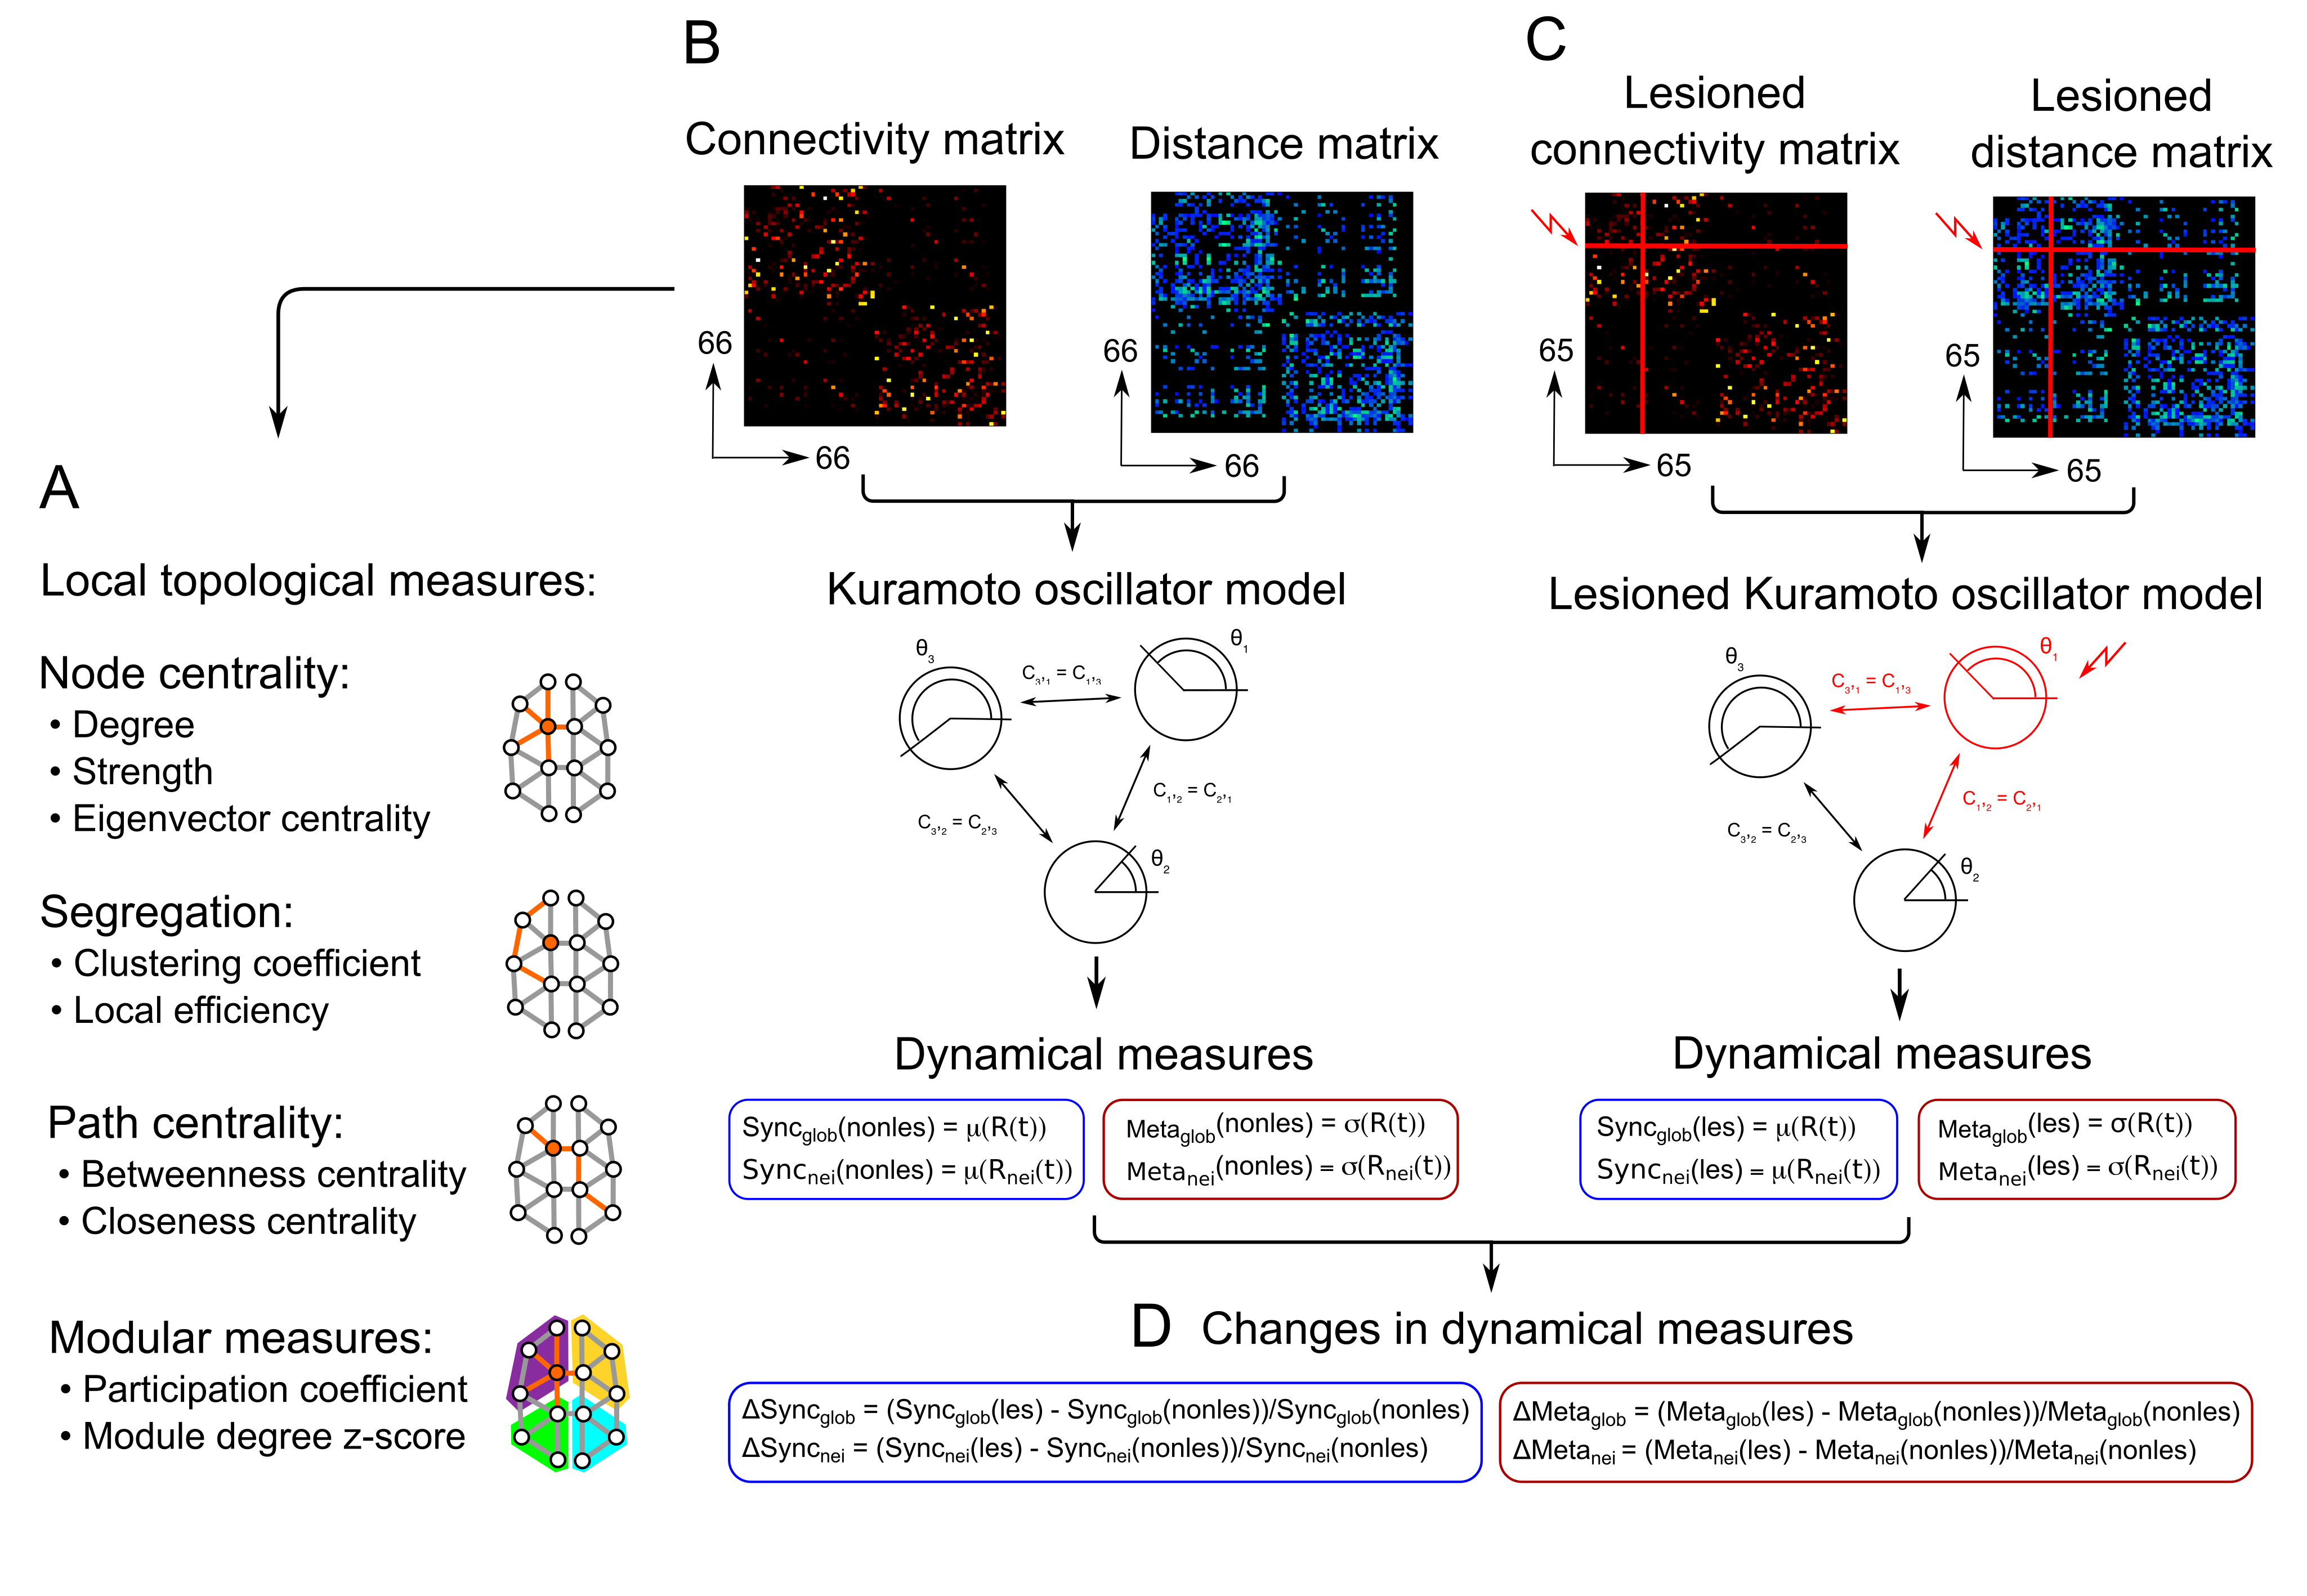 A
Local topological measures:
Node centrality:
• Degree
• Strength
• Eigenvector centrality
Segregation:
• Clustering coefficient
• Local efficiency
Path centrality:
• Betweenness centrality
• Closeness centrality
Modular measures:
• Participation coefficient
• Module degree z-score
B
Connectivity matrix
Distance matrix
66
66
66
66
Kuramoto oscillator model
θ3
θ1
C3,1 = C1,3
C1,2 = C2,1
C3,2 = C2,3
θ2
Dynamical measures
Syncglob(nonles) = μ(R(t))
Syncnei(nonles) = μ(Rnei(t))
Metaglob(nonles) = σ(R(t))
Metanei(nonles) = σ(Rnei(t))
C
Lesioned
connectivity matrix
Lesioned
distance matrix
65
65
65
65
Lesioned Kuramoto oscillator model
θ3
θ1
C3,1 = C1,3
C1,2 = C2,1
C3,2 = C2,3
θ2
Dynamical measures
Syncglob(les) = μ(R(t))
Syncnei(les) = μ(Rnei(t))
Metaglob(les) = σ(R(t))
Metanei(les) = σ(Rnei(t))
D Changes in dynamical measures
ΔSyncglob = (Syncglob(les) - Syncglob(nonles))/Syncglob(nonles)
ΔSyncnei = (Syncnei(les) - Syncnei(nonles))/Syncnei(nonles)
ΔMetaglob = (Metaglob(les) - Metaglob(nonles))/Metaglob(nonles)
ΔMetanei = (Metanei(les) - Metanei(nonles))/Metanei(nonles)